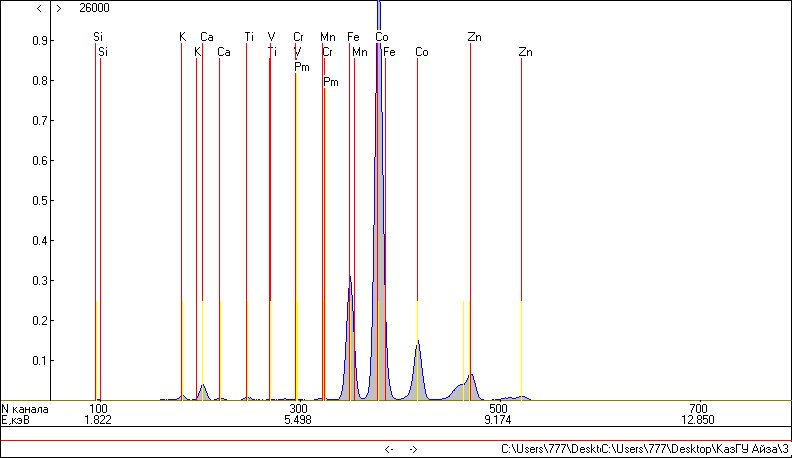 < > 26000
Si K Ca Ti V Cr Mn Fe Co Zn
Si K Ca Ti V Cr Mn Fe Co Zn
Pm
Pm
0.9
0.8
0.7
0.6
0.5
0.4
0.3
0.2
0.1
N канала 100 300 500 700
E,кэВ 1.822 5.498 9.174 12.850
<- -> C:\Users\777\Deskt C:\Users\777\Desktop\КазГУ Айза\3